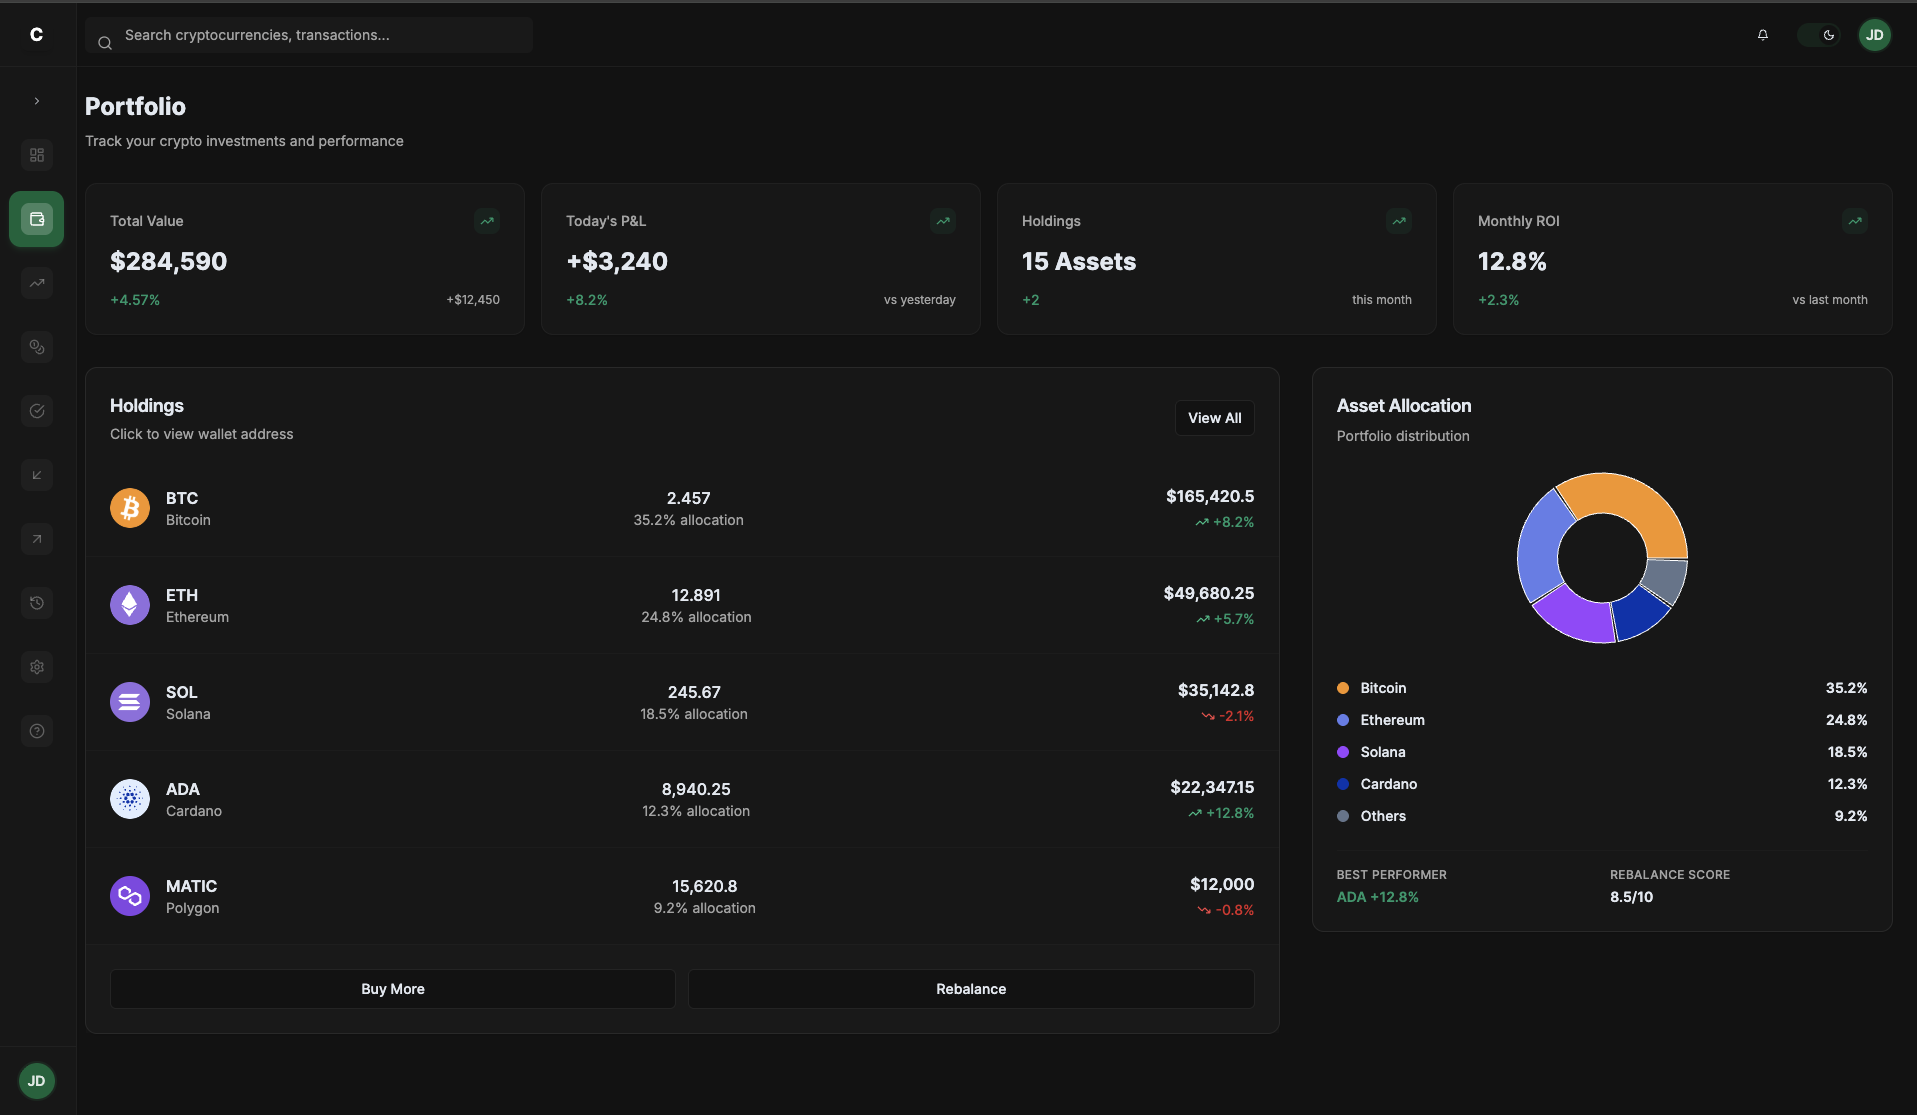 C
Search cryptocurrencies, transactions...
JD
Portfolio
Track your crypto investments and performance
Total Value
$284,590
+4.57%
+$12,450
Today's P&L
+$3,240
+8.2%
vs yesterday
Holdings
15 Assets
+2
this month
Monthly ROI
12.8%
+2.3%
vs last month
Holdings
Click to view wallet address
View All
BTC
Bitcoin
2.457
35.2% allocation
$165,420.5
+8.2%
ETH
Ethereum
12.891
24.8% allocation
$49,680.25
+5.7%
SOL
Solana
245.67
18.5% allocation
$35,142.8
-2.1%
ADA
Cardano
8,940.25
12.3% allocation
$22,347.15
+12.8%
MATIC
Polygon
15,620.8
9.2% allocation
$12,000
-0.8%
Buy More
Rebalance
Asset Allocation
Portfolio distribution
Bitcoin 35.2%
Ethereum 24.8%
Solana 18.5%
Cardano 12.3%
Others 9.2%
BEST PERFORMER
ADA +12.8%
REBALANCE SCORE
8.5/10
JD